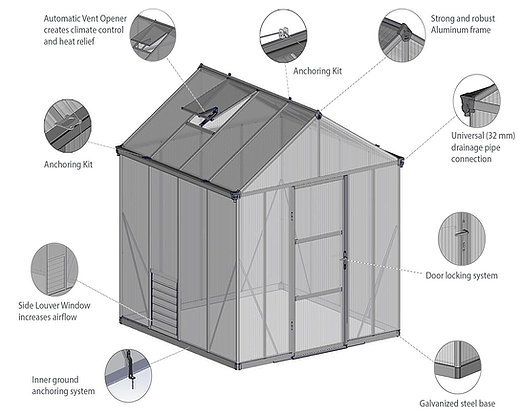 Automatic Vent Opener
creates climate control
and heat relief
Anchoring Kit
Strong and robust
Aluminum frame
Anchoring Kit
Universal (32 mm)
drainage pipe
connection
Door locking system
Side Louver Window
increases airflow
Inner ground
anchoring system
Galvanized steel base